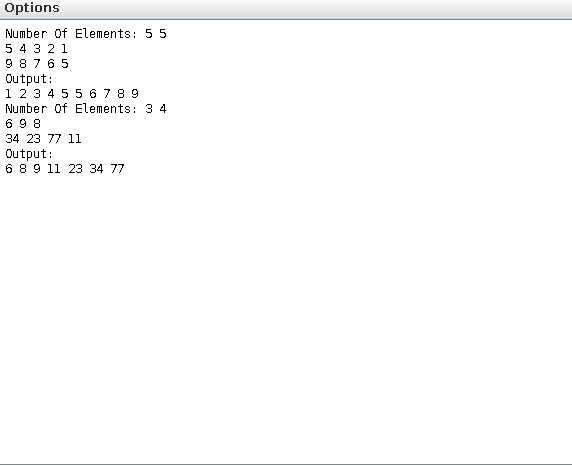 Options
Number Of Elements: 5 5
5 4 3 2 1
9 8 7 6 5
Output:
1 2 3 4 5 5 6 7 8 9
Number Of Elements: 3 4
6 9 8
34 23 77 11
Output:
6 8 9 11 23 34 77